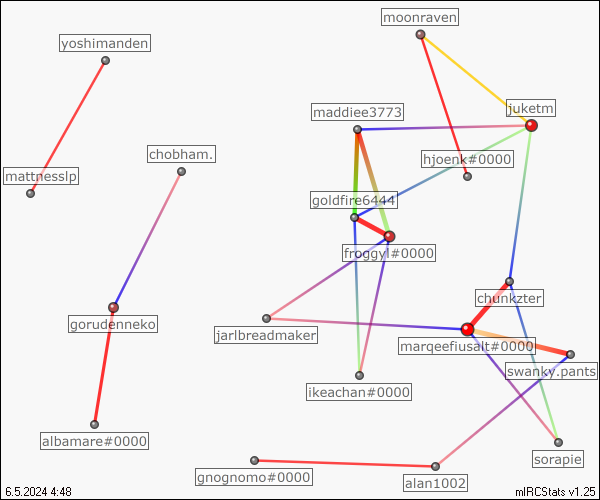 moonraven
yoshimanden
juketm
maddiee3773
chobham.
hjoenk#0000
mattnesslp
goldfire6444
froggyl#0000
chunkzter
gorudenneko
jarlbreadmaker
marqeefiusalt#0000
swanky.pants
ikeachan#0000
albamare#0000
sorapie
gnognomo#0000
alan1002
6.5.2024 4:48
mIRCStats v1.25